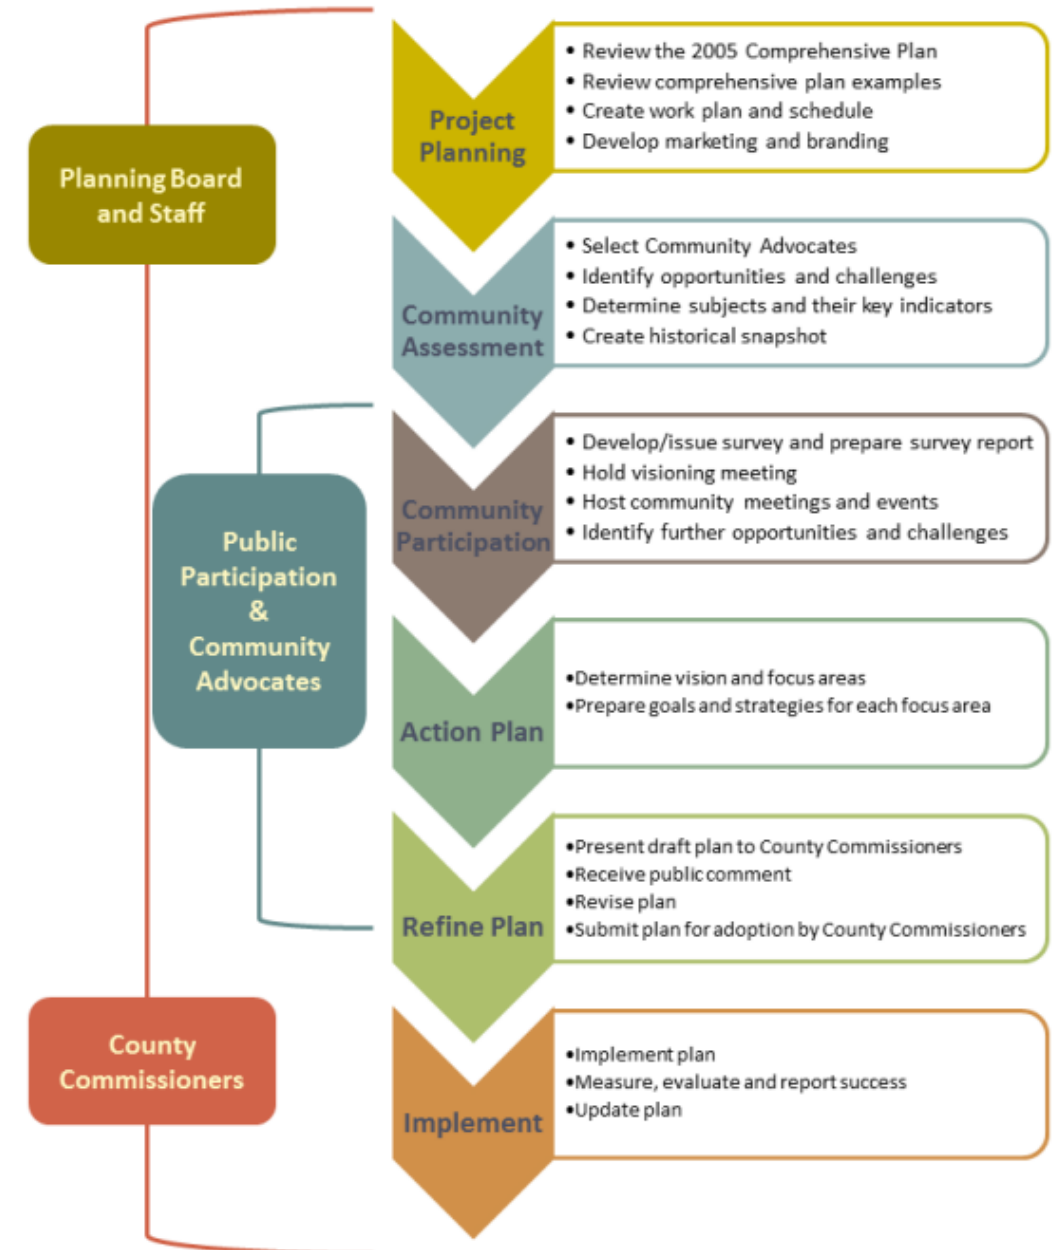 Planning Board
and Staff
Public
Participation
&
Community
Advocates
County
Commissioners
Project
Planning
• Review the 2005 Comprehensive Plan
• Review comprehensive plan examples
• Create work plan and schedule
• Develop marketing and branding
Community
Assessment
• Select Community Advocates
• Identify opportunities and challenges
• Determine subjects and their key indicators
• Create historical snapshot
Community
Participation
• Develop/issue survey and prepare survey report
• Hold visioning meeting
• Host community meetings and events
• Identify further opportunities and challenges
Action Plan
•Determine vision and focus areas
•Prepare goals and strategies for each focus area
Refine Plan
•Present draft plan to County Commissioners
•Receive public comment
•Revise plan
•Submit plan for adoption by County Commissioners
Implement
•Implement plan
•Measure, evaluate and report success
•Update plan